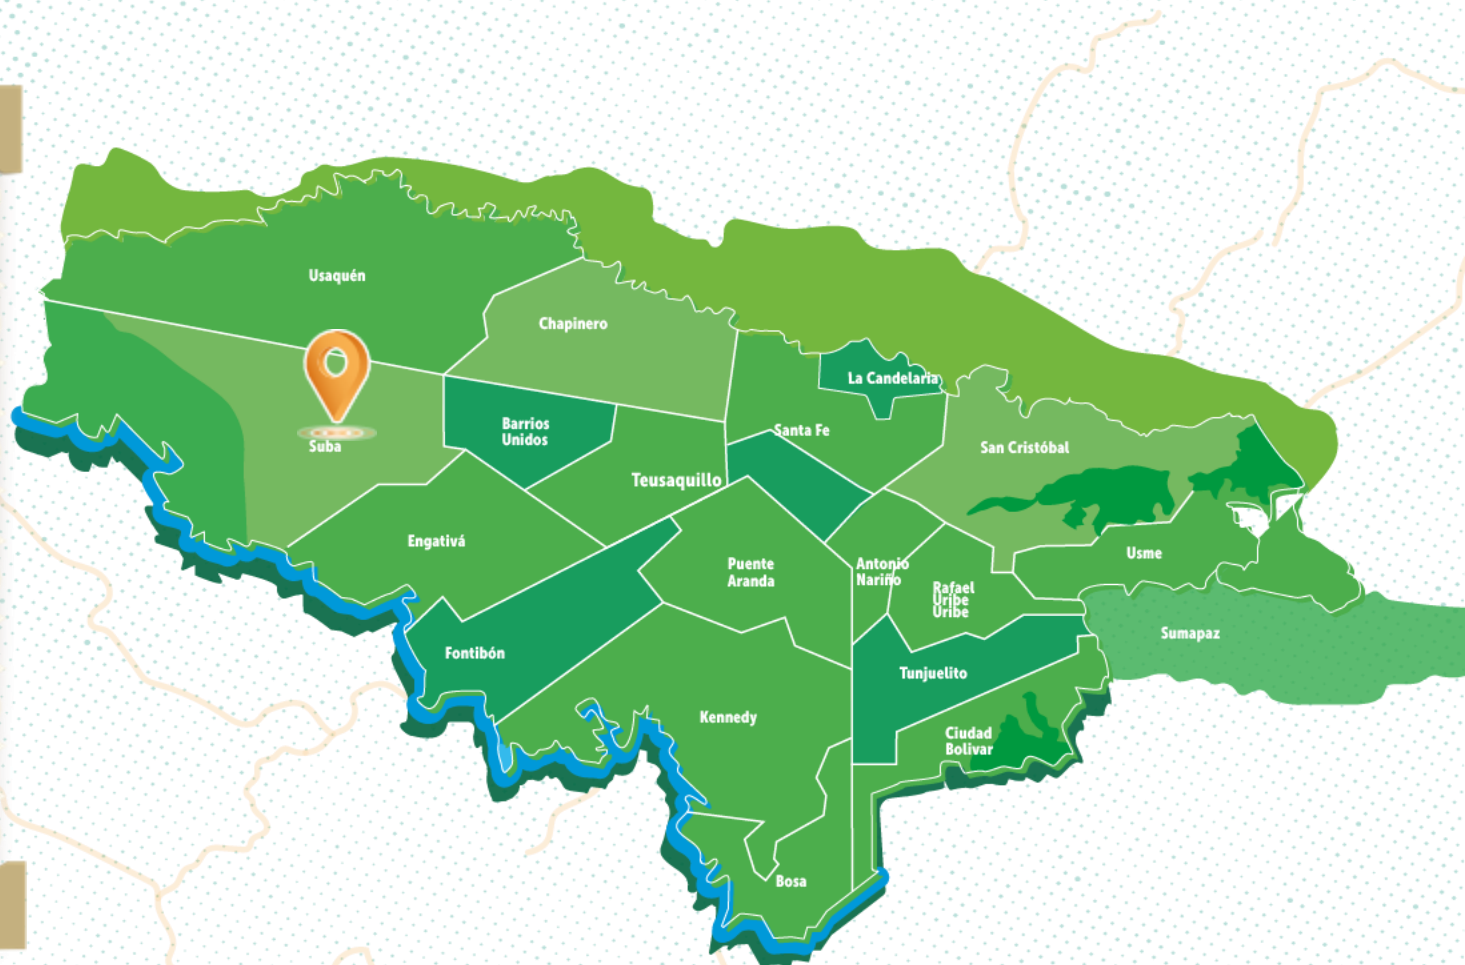 Usaquén
Chapinero
La Candelaria
Barrios
Unidos
Santa Fe
Suba
San Cristóbal
Teusaquillo
Engativá
Usme
Puente
Aranda
Antonio
Nariño
Rafael
Uribe
Uribe
Sumapaz
Fontibón
Tunjuelito
Kennedy
Ciudad
Bolivar
Bosa